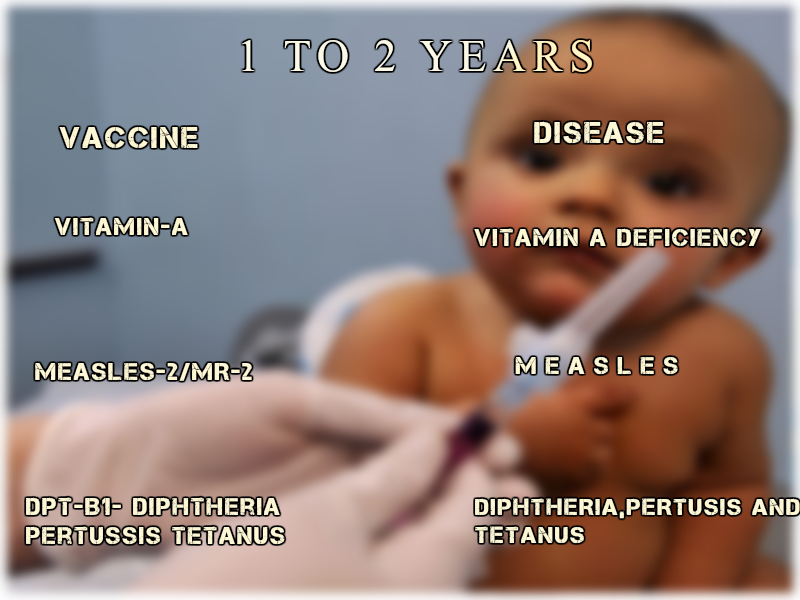 1 TO 2 YEARS
VACCINE
DISEASE
VITAMIN-A
VITAMIN A DEFICIENCY
MEASLES-2/MR-2
MEASLES
DPT-B1- DIPHTHERIA
PERTUSSIS TETANUS
DIPHTHERIA,PERTUSIS AND
TETANUS